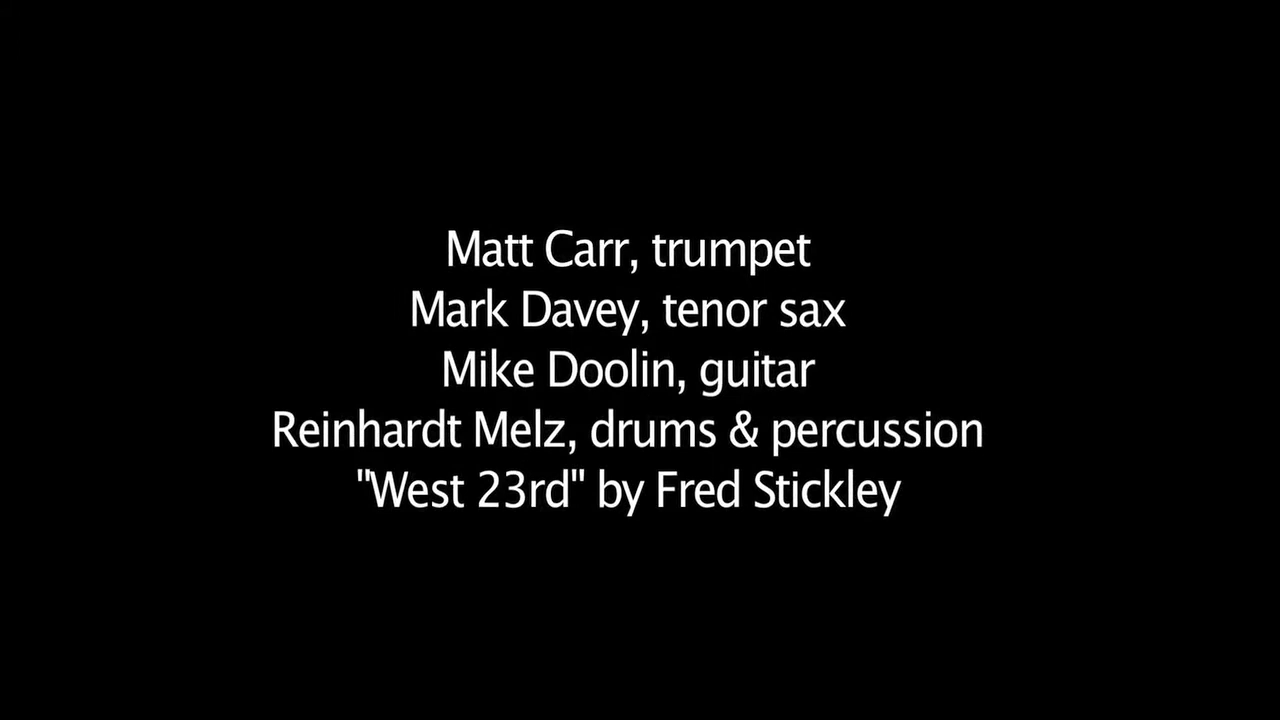 Matt Carr, trumpet
Mark Davey, tenor sax
Mike Doolin, guitar
Reinhardt Melz, drums & percussion
"West 23rd" by Fred Stickley